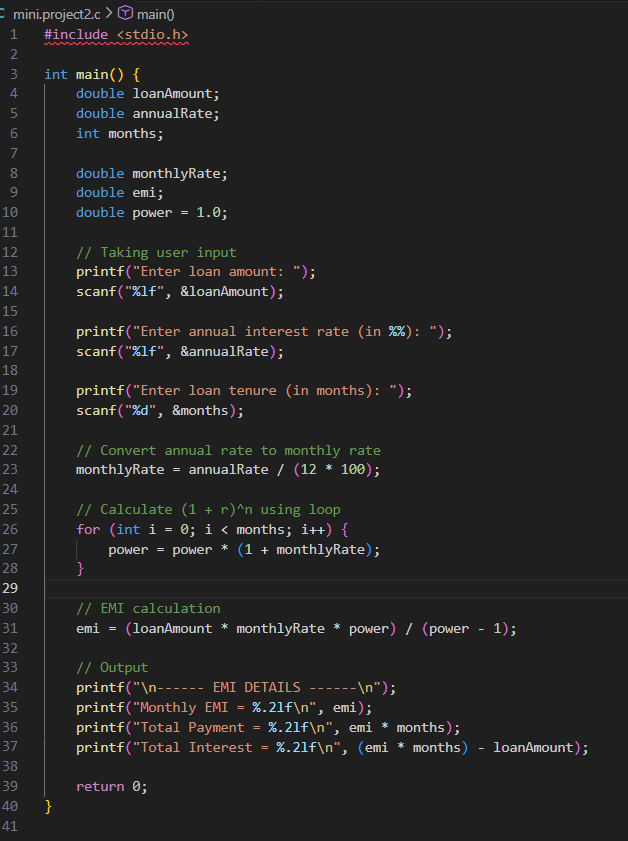 mini.project2.c > main()
1 #include <stdio.h>
2
3 int main() {
4     double loanAmount;
5     double annualRate;
6     int months;
7
8     double monthlyRate;
9     double emi;
10     double power = 1.0;
11
12     // Taking user input
13     printf("Enter loan amount: ");
14     scanf("%lf", &loanAmount);
15
16     printf("Enter annual interest rate (in %%): ");
17     scanf("%lf", &annualRate);
18
19     printf("Enter loan tenure (in months): ");
20     scanf("%d", &months);
21
22     // Convert annual rate to monthly rate
23     monthlyRate = annualRate / (12 * 100);
24
25     // Calculate (1 + r)^n using loop
26     for (int i = 0; i < months; i++) {
27         power = power * (1 + monthlyRate);
28     }
29
30     // EMI calculation
31     emi = (loanAmount * monthlyRate * power) / (power - 1);
32
33     // Output
34     printf("\n------ EMI DETAILS ------\n");
35     printf("Monthly EMI = %.2lf\n", emi);
36     printf("Total Payment = %.2lf\n", emi * months);
37     printf("Total Interest = %.2lf\n", (emi * months) - loanAmount);
38
39     return 0;
40 }
41